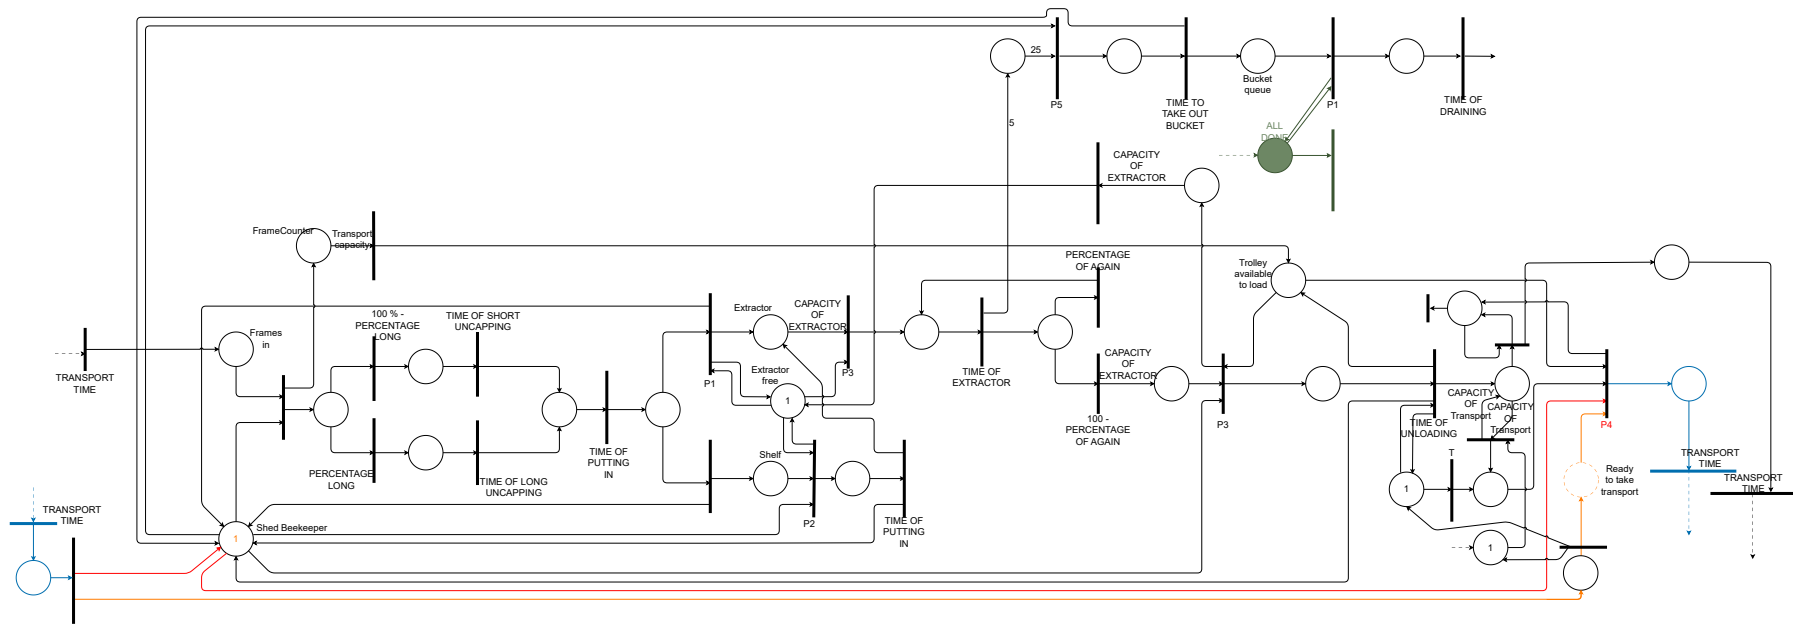 25
P5
TIME TO
TAKE OUT
BUCKET
Bucket
queue
P1
TIME OF
DRAINING
5
ALL
DONE
CAPACITY
OF
EXTRACTOR
FrameCounter
Transport
capacity
PERCENTAGE
OF AGAIN
Trolley
available
to load
Frames
in
100 % -
PERCENTAGE
LONG
TIME OF SHORT
UNCAPPING
Extractor
CAPACITY
OF
EXTRACTOR
P3
TRANSPORT
TIME
P1
Extractor
free
1
TIME OF
EXTRACTOR
CAPACITY
OF
EXTRACTOR
100 -
PERCENTAGE
OF AGAIN
P3
CAPACITY
OF
Transport
CAPACITY
OF
Transport
TIME OF
UNLOADING
P4
PERCENTAGE
LONG
TIME OF LONG
UNCAPPING
TIME OF
PUTTING
IN
Shelf
P2
TIME OF
PUTTING
IN
T
1
Ready
to take
transport
TRANSPORT
TIME
TRANSPORT
TIME
TRANSPORT
TIME
Shed Beekeeper
1
1